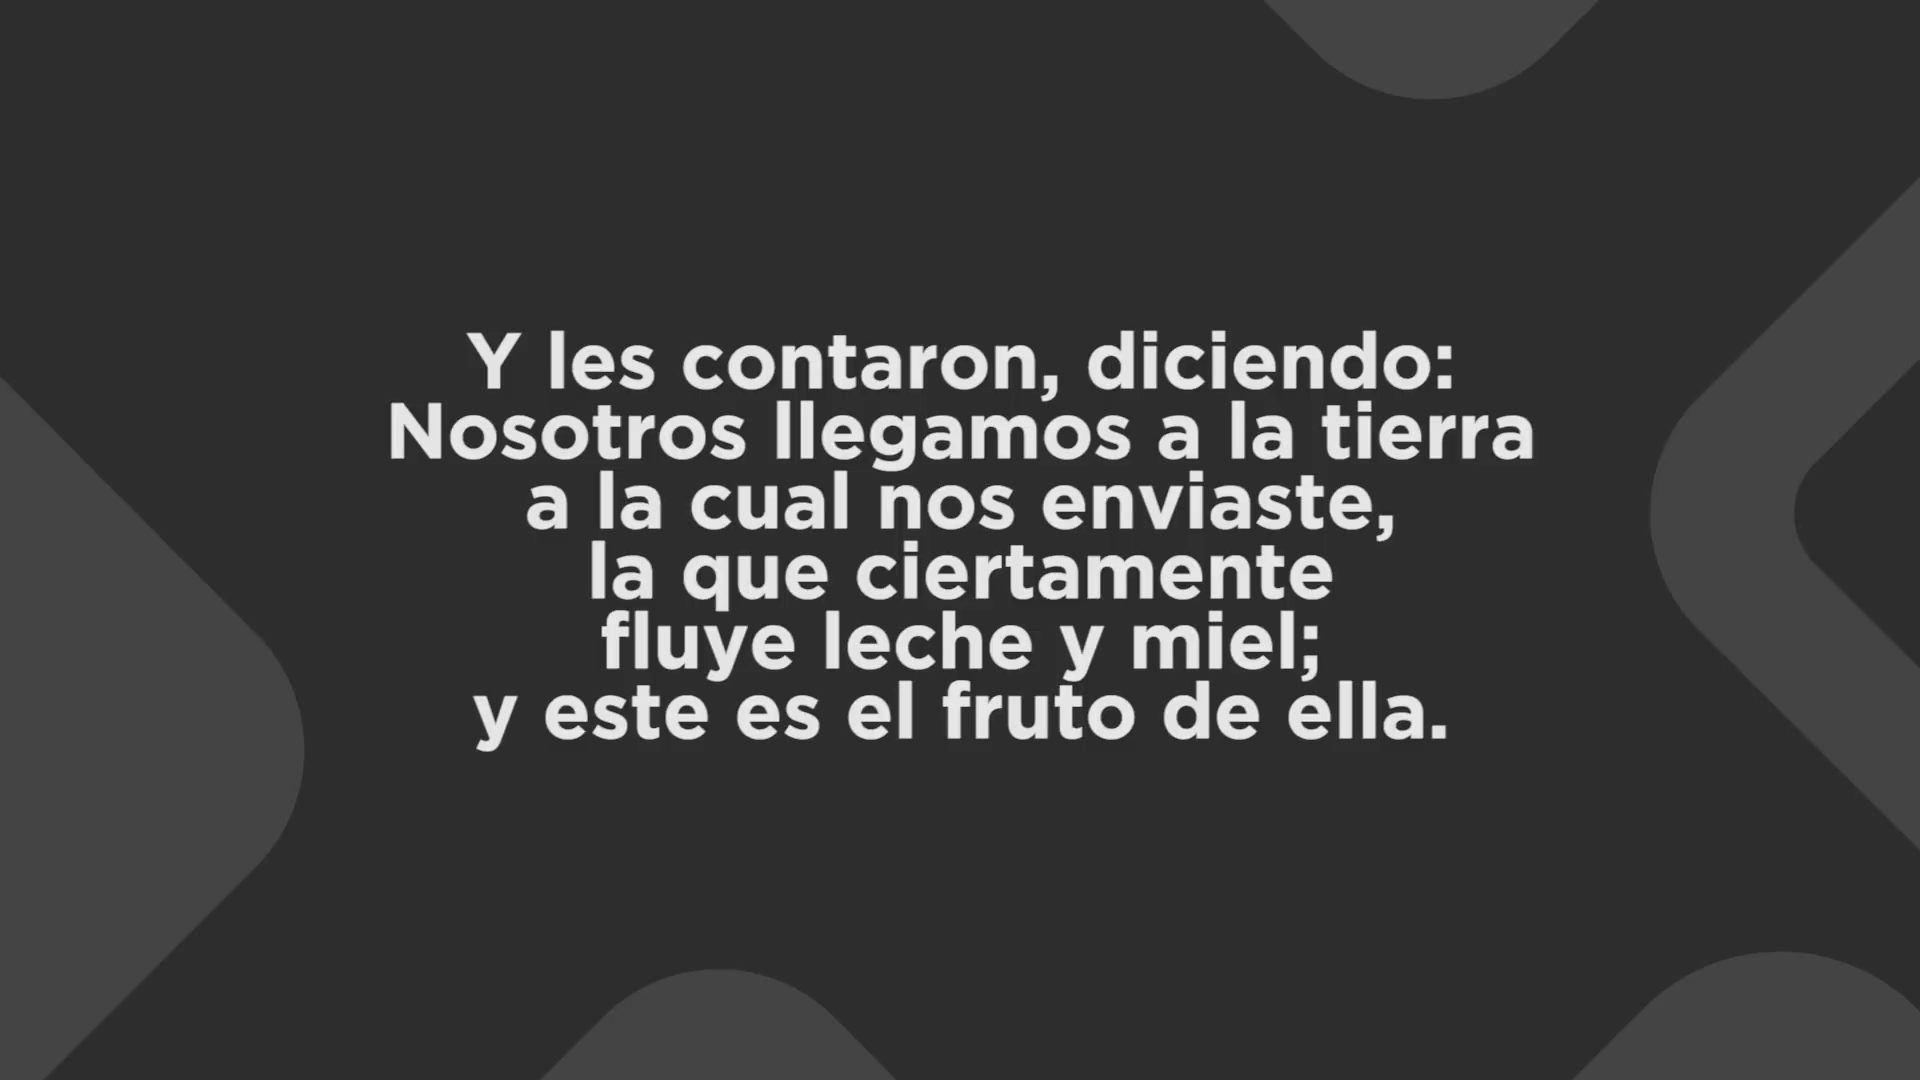 Y les contaron, diciendo:
Nosotros llegamos a la tierra
a la cual nos enviaste,
la que ciertamente
fluye leche y miel;
y este es el fruto de ella.